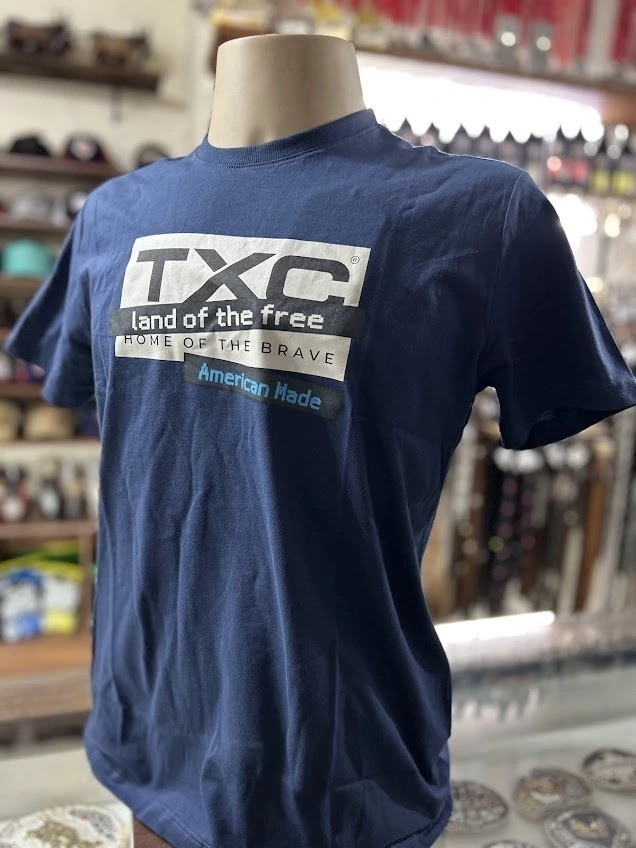 TXC®
land of the free
HOME OF THE BRAVE
American Made